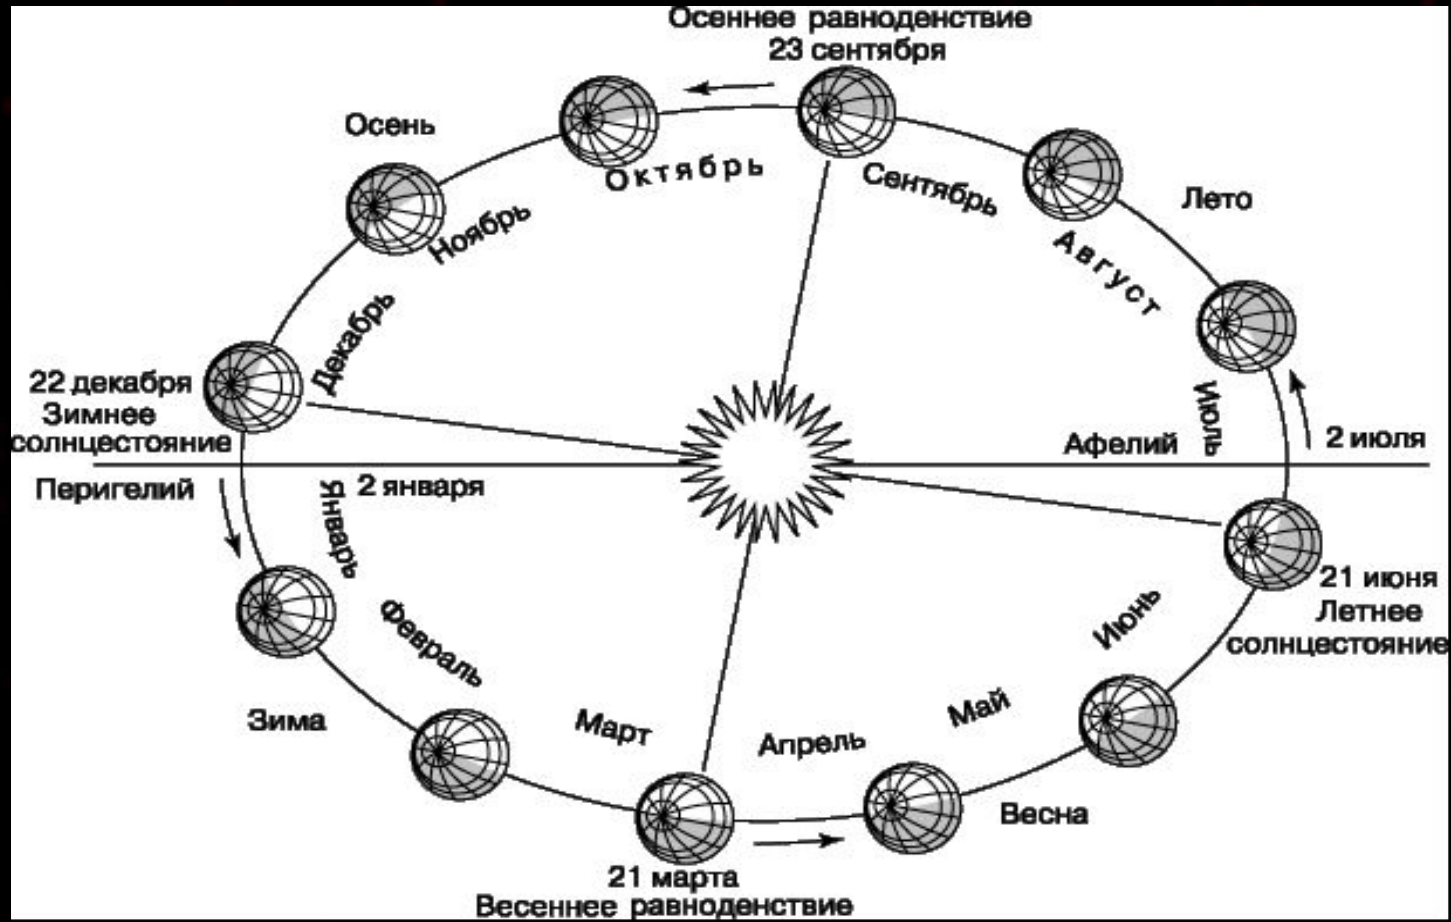 Осеннее равноденствие
23 сентября
Осень
Октябрь
Сентябрь
Лето
Ноябрь
Август
Декабрь
22 декабря
Зимнее
солнцестояние
Июль
Афелий
2 июля
Перигелий
2 января
Январь
21 июня
Летнее
солнцестояние
Февраль
Июнь
Зима
Март
Апрель
Май
Весна
21 марта
Весеннее равноденствие